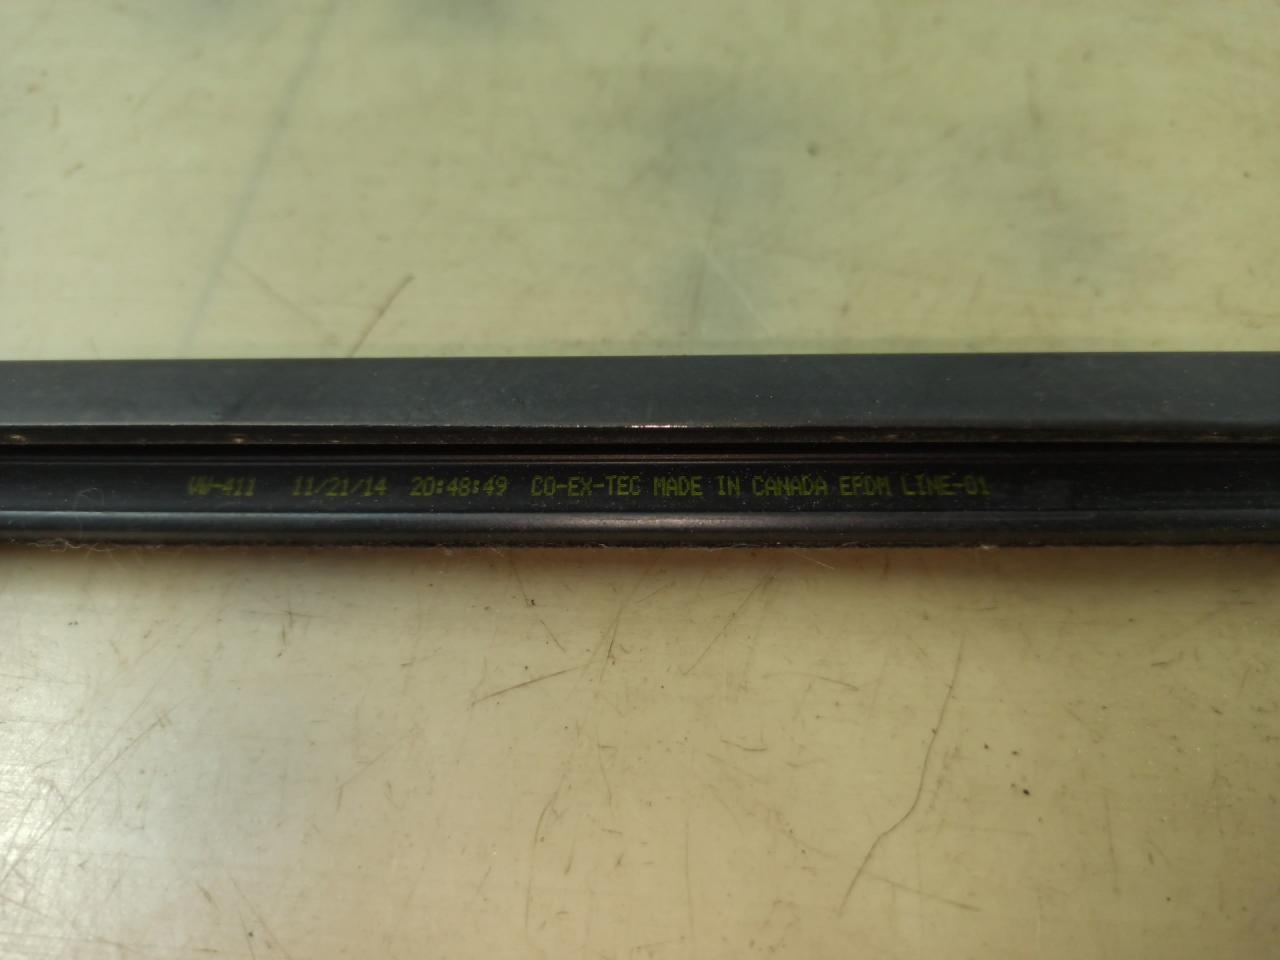 VW-411 11/21/14 20:48:49 CO-EX-TEC MADE IN CANADA EPDM LINE-01